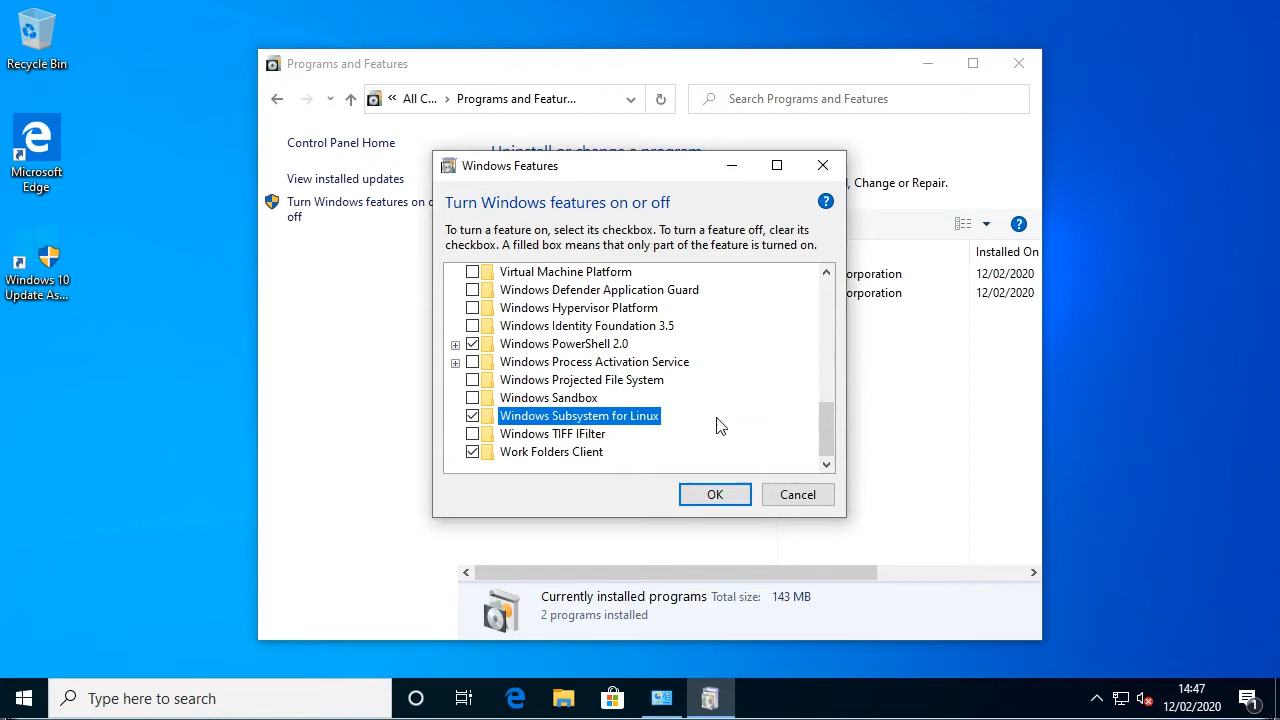 Recycle Bin
Microsoft
Edge
Windows 10
Update As...
Programs and Features
« All C... › Programs and Featur...
Search Programs and Features
Control Panel Home
View installed updates
Turn Windows features on o
off
Uninstall or change a program
, Change or Repair.
Installed On
orporation 12/02/2020
orporation 12/02/2020
Windows Features
Turn Windows features on or off
To turn a feature on, select its checkbox. To turn a feature off, clear its
checkbox. A filled box means that only part of the feature is turned on.
Virtual Machine Platform
Windows Defender Application Guard
Windows Hypervisor Platform
Windows Identity Foundation 3.5
Windows PowerShell 2.0
Windows Process Activation Service
Windows Projected File System
Windows Sandbox
Windows Subsystem for Linux
Windows TIFF IFilter
Work Folders Client
OK Cancel
Currently installed programs Total size: 143 MB
2 programs installed
Type here to search
14:47
12/02/2020
1